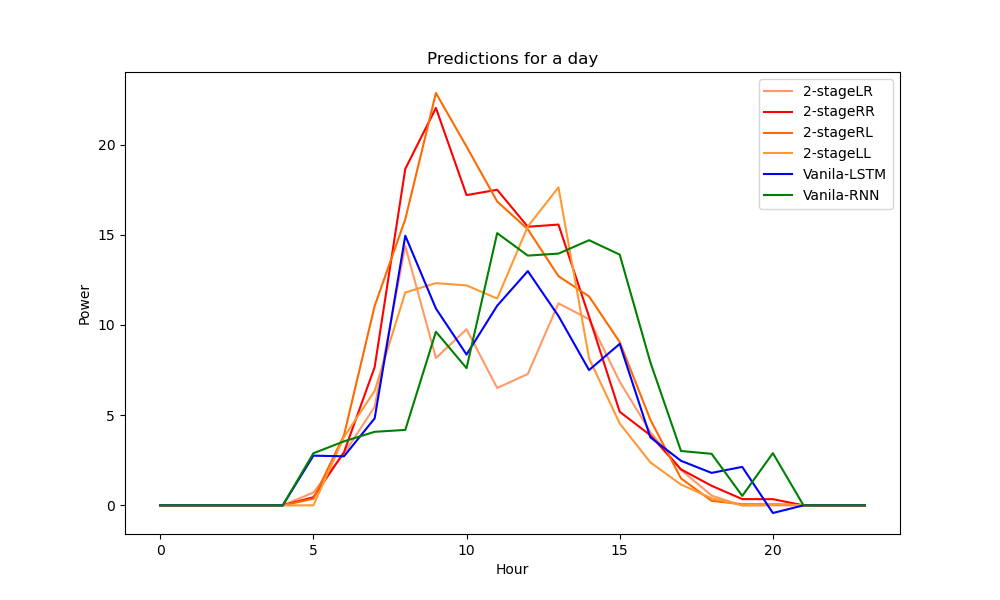 Predictions for a day
2-stageLR
2-stageRR
2-stageRL
2-stageLL
Vanila-LSTM
Vanila-RNN
Power
20
15
10
5
0
0 5 10 15 20
Hour